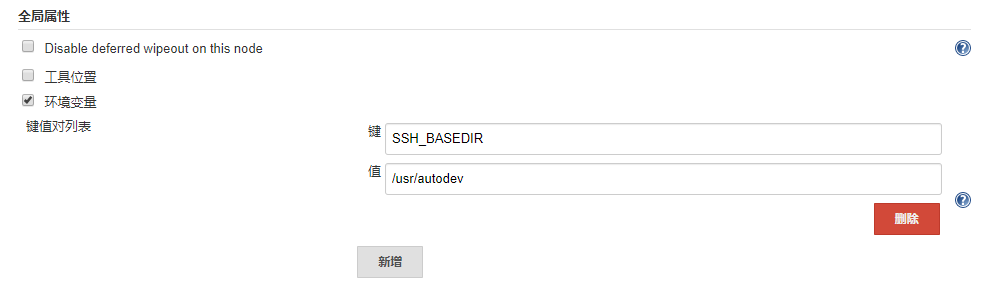 全局属性
Disable deferred wipeout on this node
工具位置
环境变量
键值对列表
键 SSH_BASEDIR
值 /usr/autodev
删除
新增